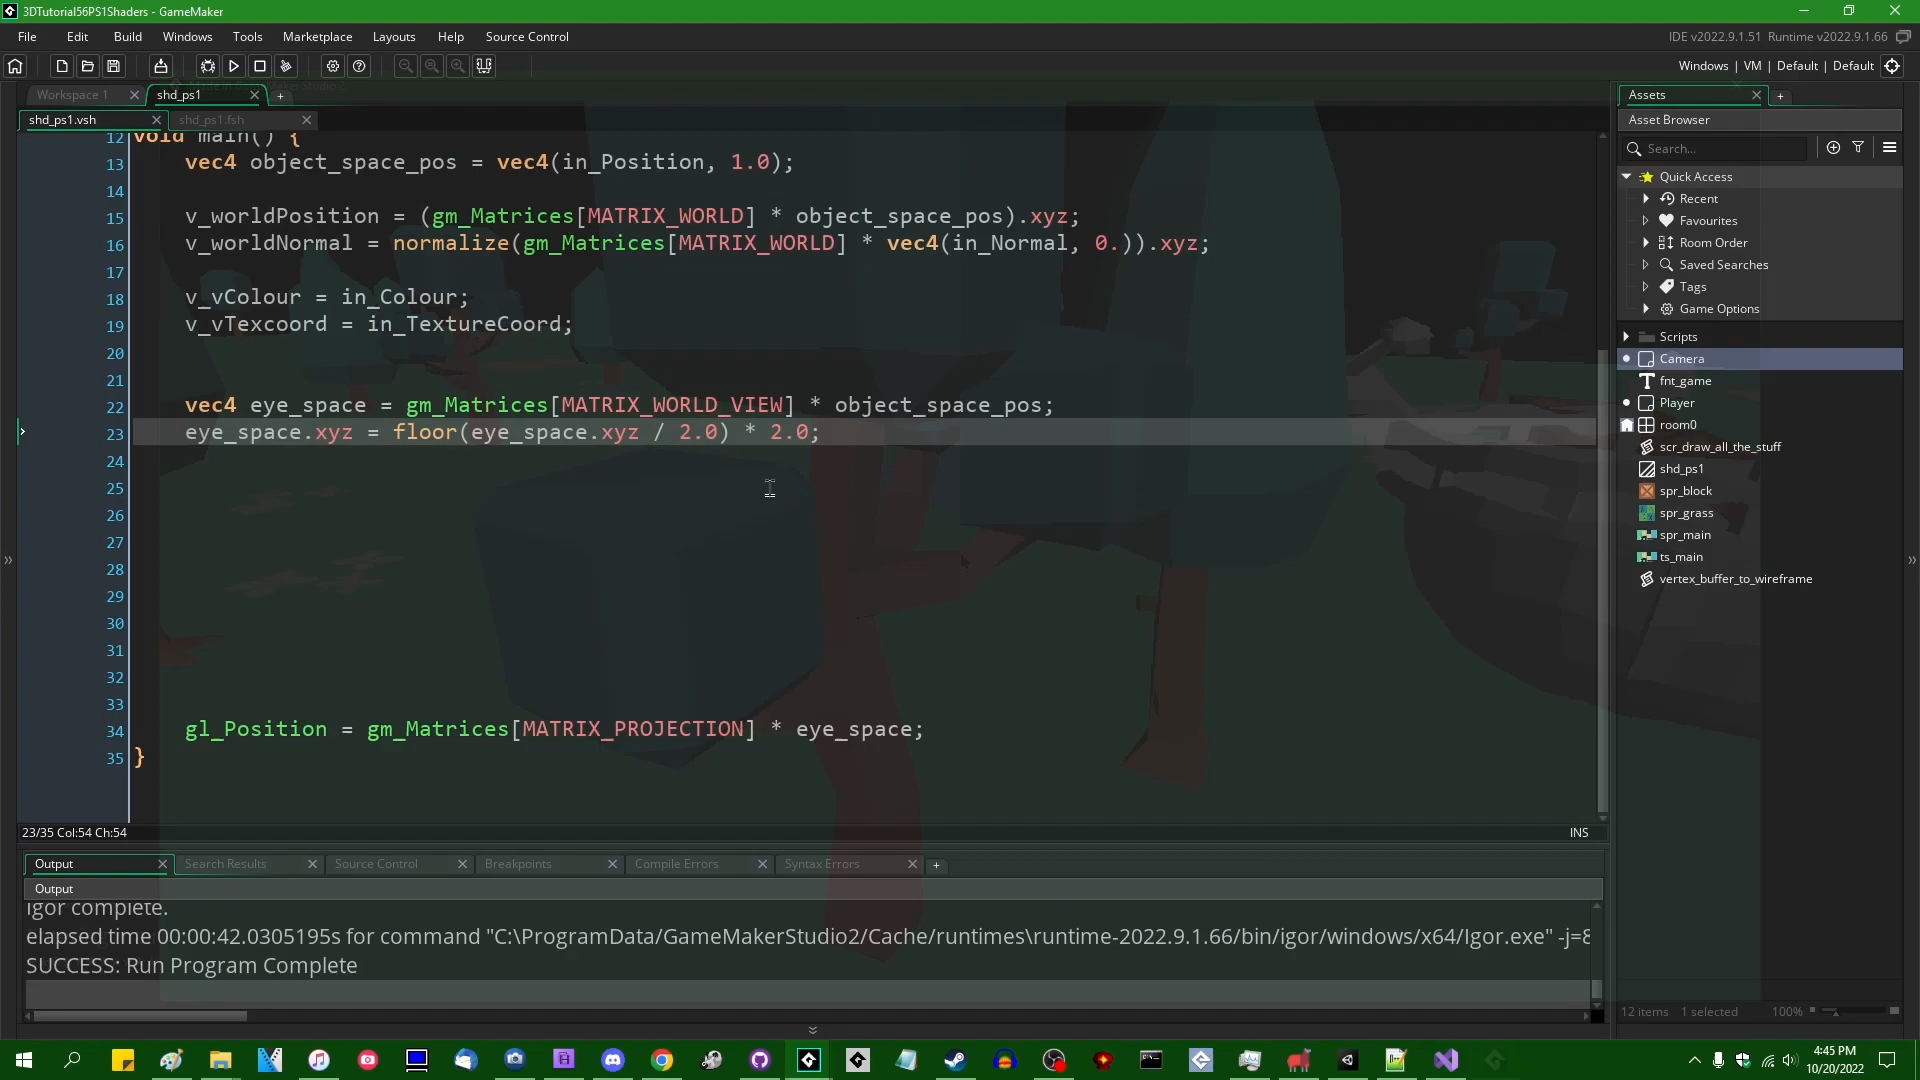 3DTutorial56PS1Shaders - GameMaker
File Edit Build Windows Tools Marketplace Layouts Help Source Control
IDE v2022.9.1.51 Runtime v2022.9.1.66
Windows | VM | Default | Default
Workspace 1
shd_ps1
shd_ps1.vsh
shd_ps1.fsh
12 void main() {
13 vec4 object_space_pos = vec4(in_Position, 1.0);
14
15 v_worldPosition = (gm_Matrices[MATRIX_WORLD] * object_space_pos).xyz;
16 v_worldNormal = normalize(gm_Matrices[MATRIX_WORLD] * vec4(in_Normal, 0.)).xyz;
17
18 v_vColour = in_Colour;
19 v_vTexcoord = in_TextureCoord;
20
21
22 vec4 eye_space = gm_Matrices[MATRIX_WORLD_VIEW] * object_space_pos;
23 eye_space.xyz = floor(eye_space.xyz / 2.0) * 2.0;
24
25
26
27
28
29
30
31
32
33
34 gl_Position = gm_Matrices[MATRIX_PROJECTION] * eye_space;
35 }
23/35 Col:54 Ch:54
INS
Output
Search Results
Source Control
Breakpoints
Compile Errors
Syntax Errors
Output
Igor complete.
elapsed time 00:00:42.0305195s for command "C:\ProgramData/GameMakerStudio2/Cache/runtimes\runtime-2022.9.1.66/bin/igor/windows/x64/Igor.exe" -j=8
SUCCESS: Run Program Complete
Assets
Asset Browser
Search...
Quick Access
Recent
Favourites
Room Order
Saved Searches
Tags
Game Options
Scripts
Camera
fnt_game
Player
room0
scr_draw_all_the_stuff
shd_ps1
spr_block
spr_grass
spr_main
ts_main
vertex_buffer_to_wireframe
12 items 1 selected 100%
4:45 PM
10/20/2022